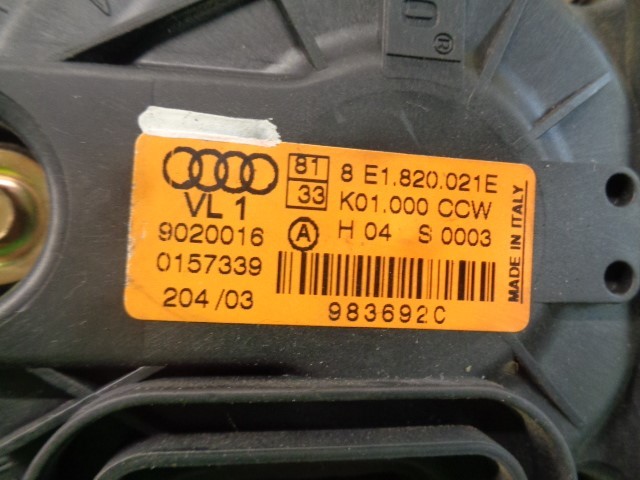 ®
81 8 E1.820.021E
VL 1 33 K01.000 CCW
9020016 A H 04 S 0003
0157339
204/03 983692C
MADE IN ITALY